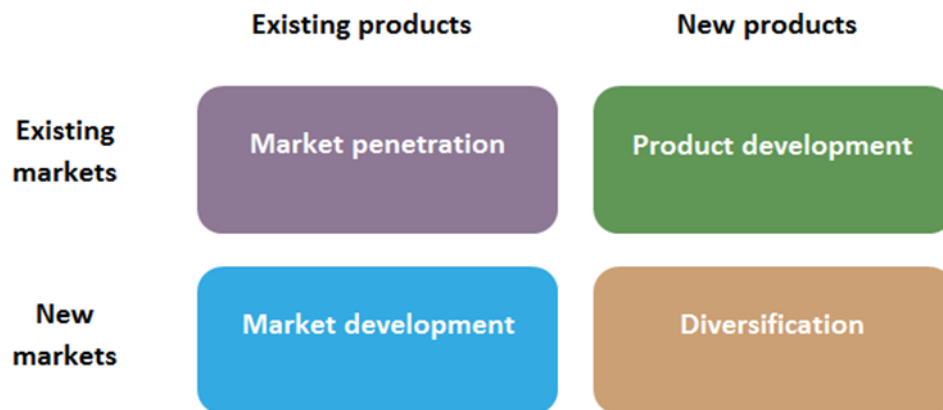 Existing products
New products
Existing
markets
Market penetration
Product development
New
markets
Market development
Diversification